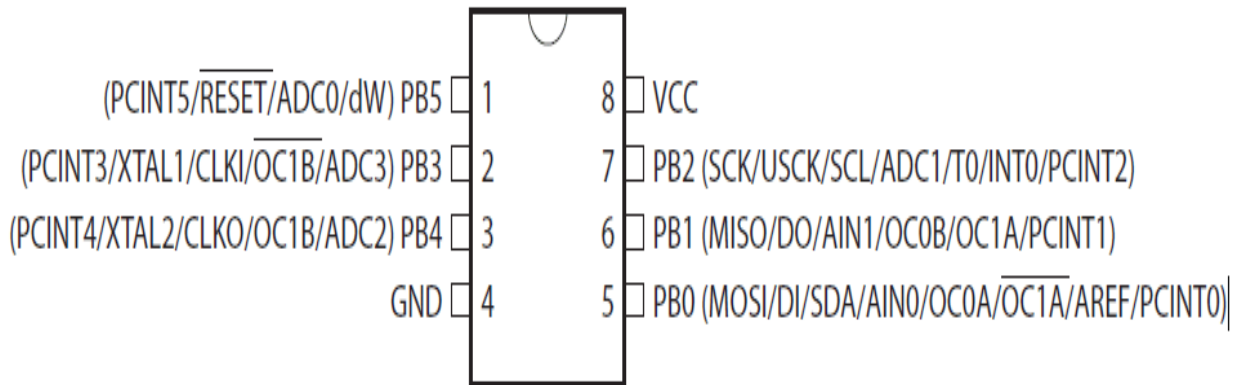 (PCINT5/RESET/ADC0/dW) PB5 1 8 VCC
(PCINT3/XTAL1/CLKI/OC1B/ADC3) PB3 2 7 PB2 (SCK/USCK/SCL/ADC1/T0/INT0/PCINT2)
(PCINT4/XTAL2/CLKO/OC1B/ADC2) PB4 3 6 PB1 (MISO/DO/AIN1/OC0B/OC1A/PCINT1)
GND 4 5 PB0 (MOSI/DI/SDA/AIN0/OC0A/OC1A/AREF/PCINT0)